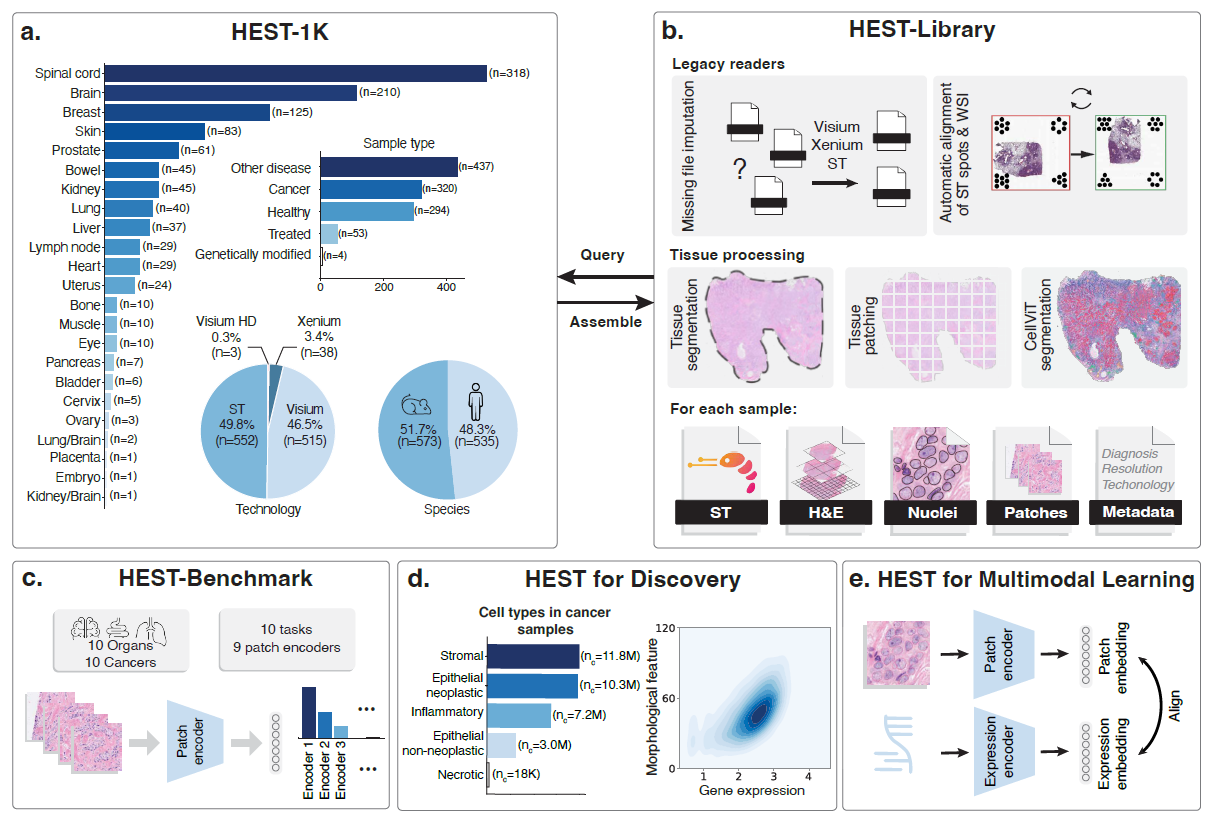 a.
HEST-1K
Spinal cord (n=318)
Brain (n=210)
Breast (n=125)
Skin (n=83)
Prostate (n=61)
Bowel (n=45)
Kidney (n=45)
Lung (n=40)
Liver (n=37)
Lymph node (n=29)
Heart (n=29)
Uterus (n=24)
Bone (n=10)
Muscle (n=10)
Eye (n=10)
Pancreas (n=7)
Bladder (n=6)
Cervix (n=5)
Ovary (n=3)
Lung/Brain (n=2)
Placenta (n=1)
Embryo (n=1)
Kidney/Brain (n=1)
Sample type
Other disease (n=437)
Cancer (n=320)
Healthy (n=294)
Treated (n=53)
Genetically modified (n=4)
0 200 400
Visium HD
0.3%
(n=3)
Xenium
3.4%
(n=38)
ST
49.8%
(n=552)
Visium
46.5%
(n=515)
Technology
51.7%
(n=573)
48.3%
(n=535)
Species
Query
Assemble
b.
HEST-Library
Legacy readers
Missing file imputation
?
Visium
Xenium
ST
Automatic alignment
of ST spots & WSI
Tissue processing
Tissue
segmentation
Tissue
patching
CellViT
segmentation
For each sample:
ST
H&E
Nuclei
Patches
Diagnosis
Resolution
Techonology
Metadata
c.
HEST-Benchmark
10 Organs
10 Cancers
10 tasks
9 patch encoders
Patch
encoder
...
Encoder 1
Encoder 2
Encoder 3
...
d.
HEST for Discovery
Cell types in cancer
samples
Stromal (nc=11.8M)
Epithelial
neoplastic (nc=10.3M)
Inflammatory (nc=7.2M)
Epithelial
non-neoplastic (nc=3.0M)
Necrotic (nc=18K)
Morphological feature
120
60
0
1 2 3 4
Gene expression
e.
HEST for Multimodal Learning
Patch
encoder
Patch
embedding
Align
Expression
encoder
Expression
embedding